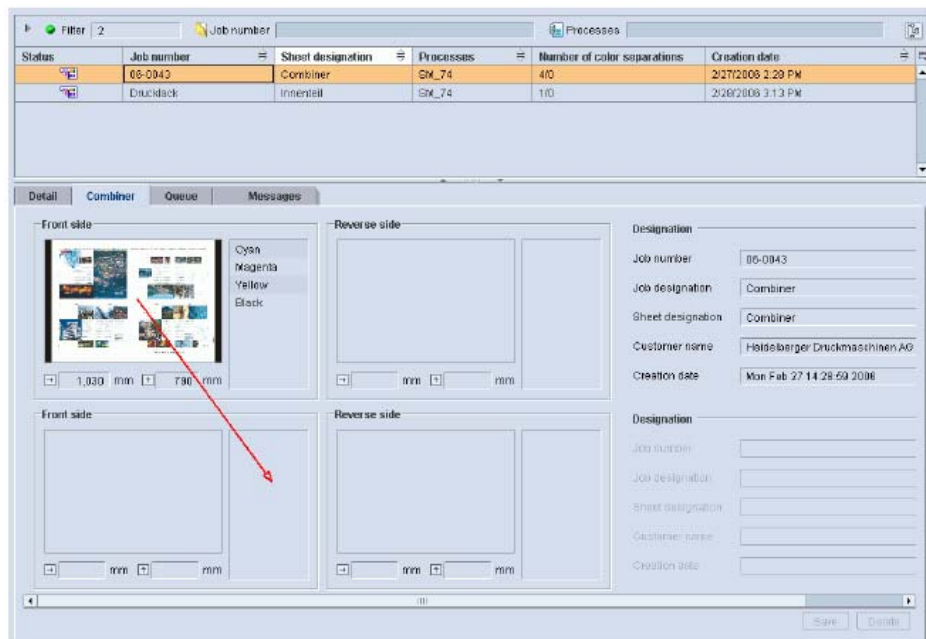 Filter 2 Job number Processes
Status Job number Sheet designation Processes Number of color separations Creation date
06-0043 Combiner SM_74 4/0 2/27/2006 2:28 PM
Drucklack Innenteil SM_74 1/0 2/28/2006 3:13 PM
Detail Combiner Queue Messages
Front side
Cyan
Magenta
Yellow
Black
1,030 mm 790 mm
Reverse side
mm mm
Designation
Job number 06-0043
Job designation Combiner
Sheet designation Combiner
Customer name Heidelberger Druckmaschinen AG
Creation date Mon Feb 27 14:28:59 2006
Front side
mm mm
Reverse side
mm mm
Designation
Job number
Job designation
Sheet designation
Customer name
Creation date
Save Delete